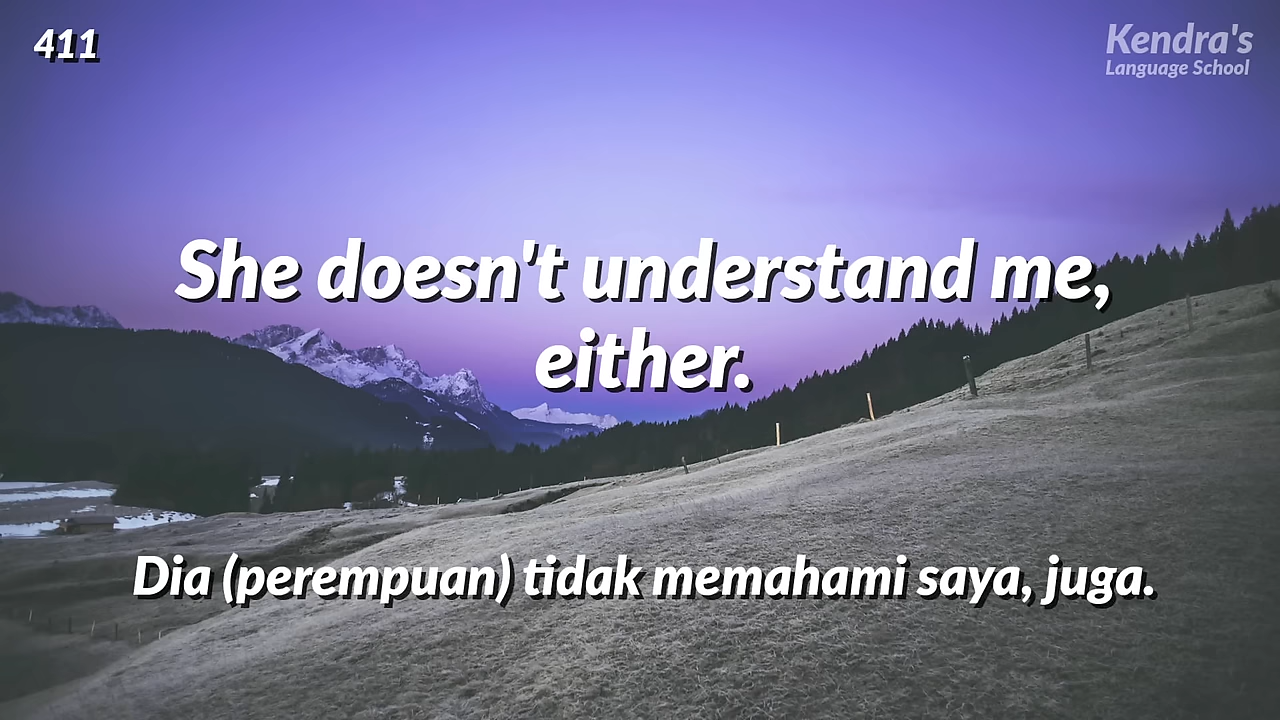 411
Kendra's
Language School
She doesn't understand me,
either.
Dia (perempuan) tidak memahami saya, juga.